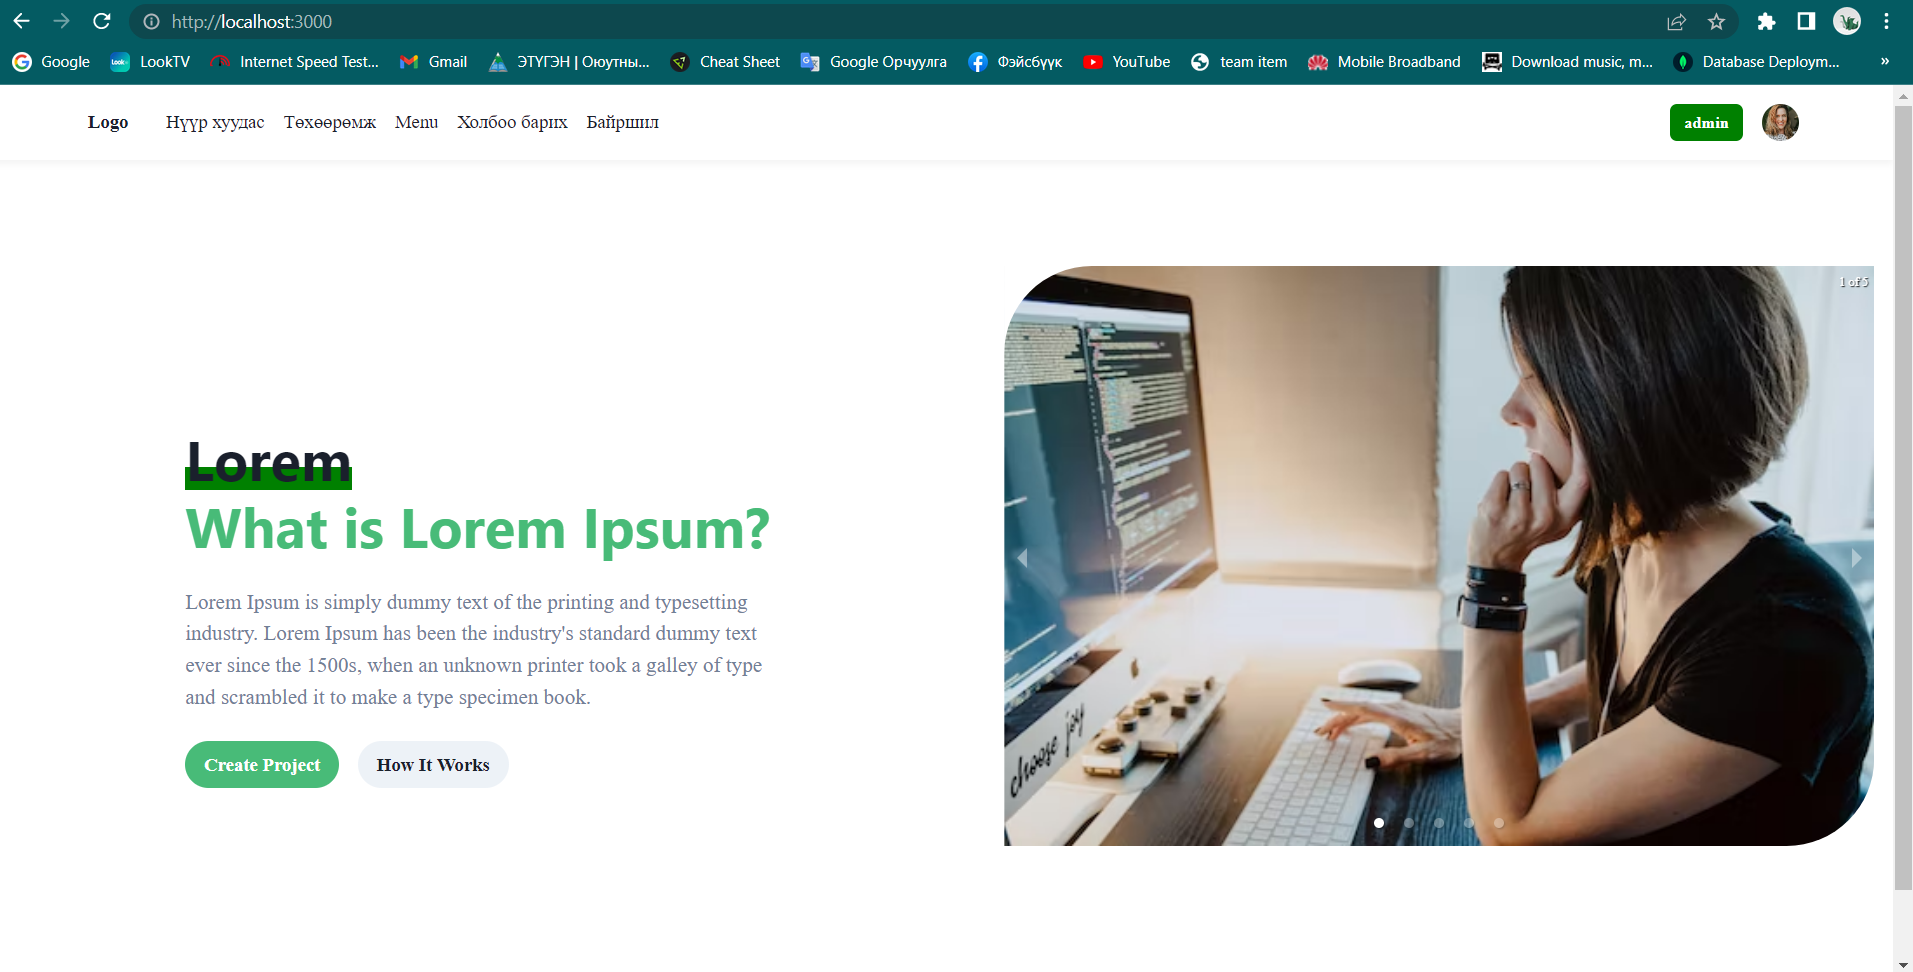 http://localhost:3000
Google LookTV Internet Speed Test... Gmail ЭТҮГЭН | Оюутны... Cheat Sheet Google Орчуулга Фэйсбүүк YouTube team item Mobile Broadband Download music, m... Database Deploym... »
Logo Нүүр хуудас Төхөөрөмж Menu Холбоо барих Байршил admin
1 of 5
Lorem
What is Lorem Ipsum?
Lorem Ipsum is simply dummy text of the printing and typesetting
industry. Lorem Ipsum has been the industry's standard dummy text
ever since the 1500s, when an unknown printer took a galley of type
and scrambled it to make a type specimen book.
Create Project How It Works
choose joy